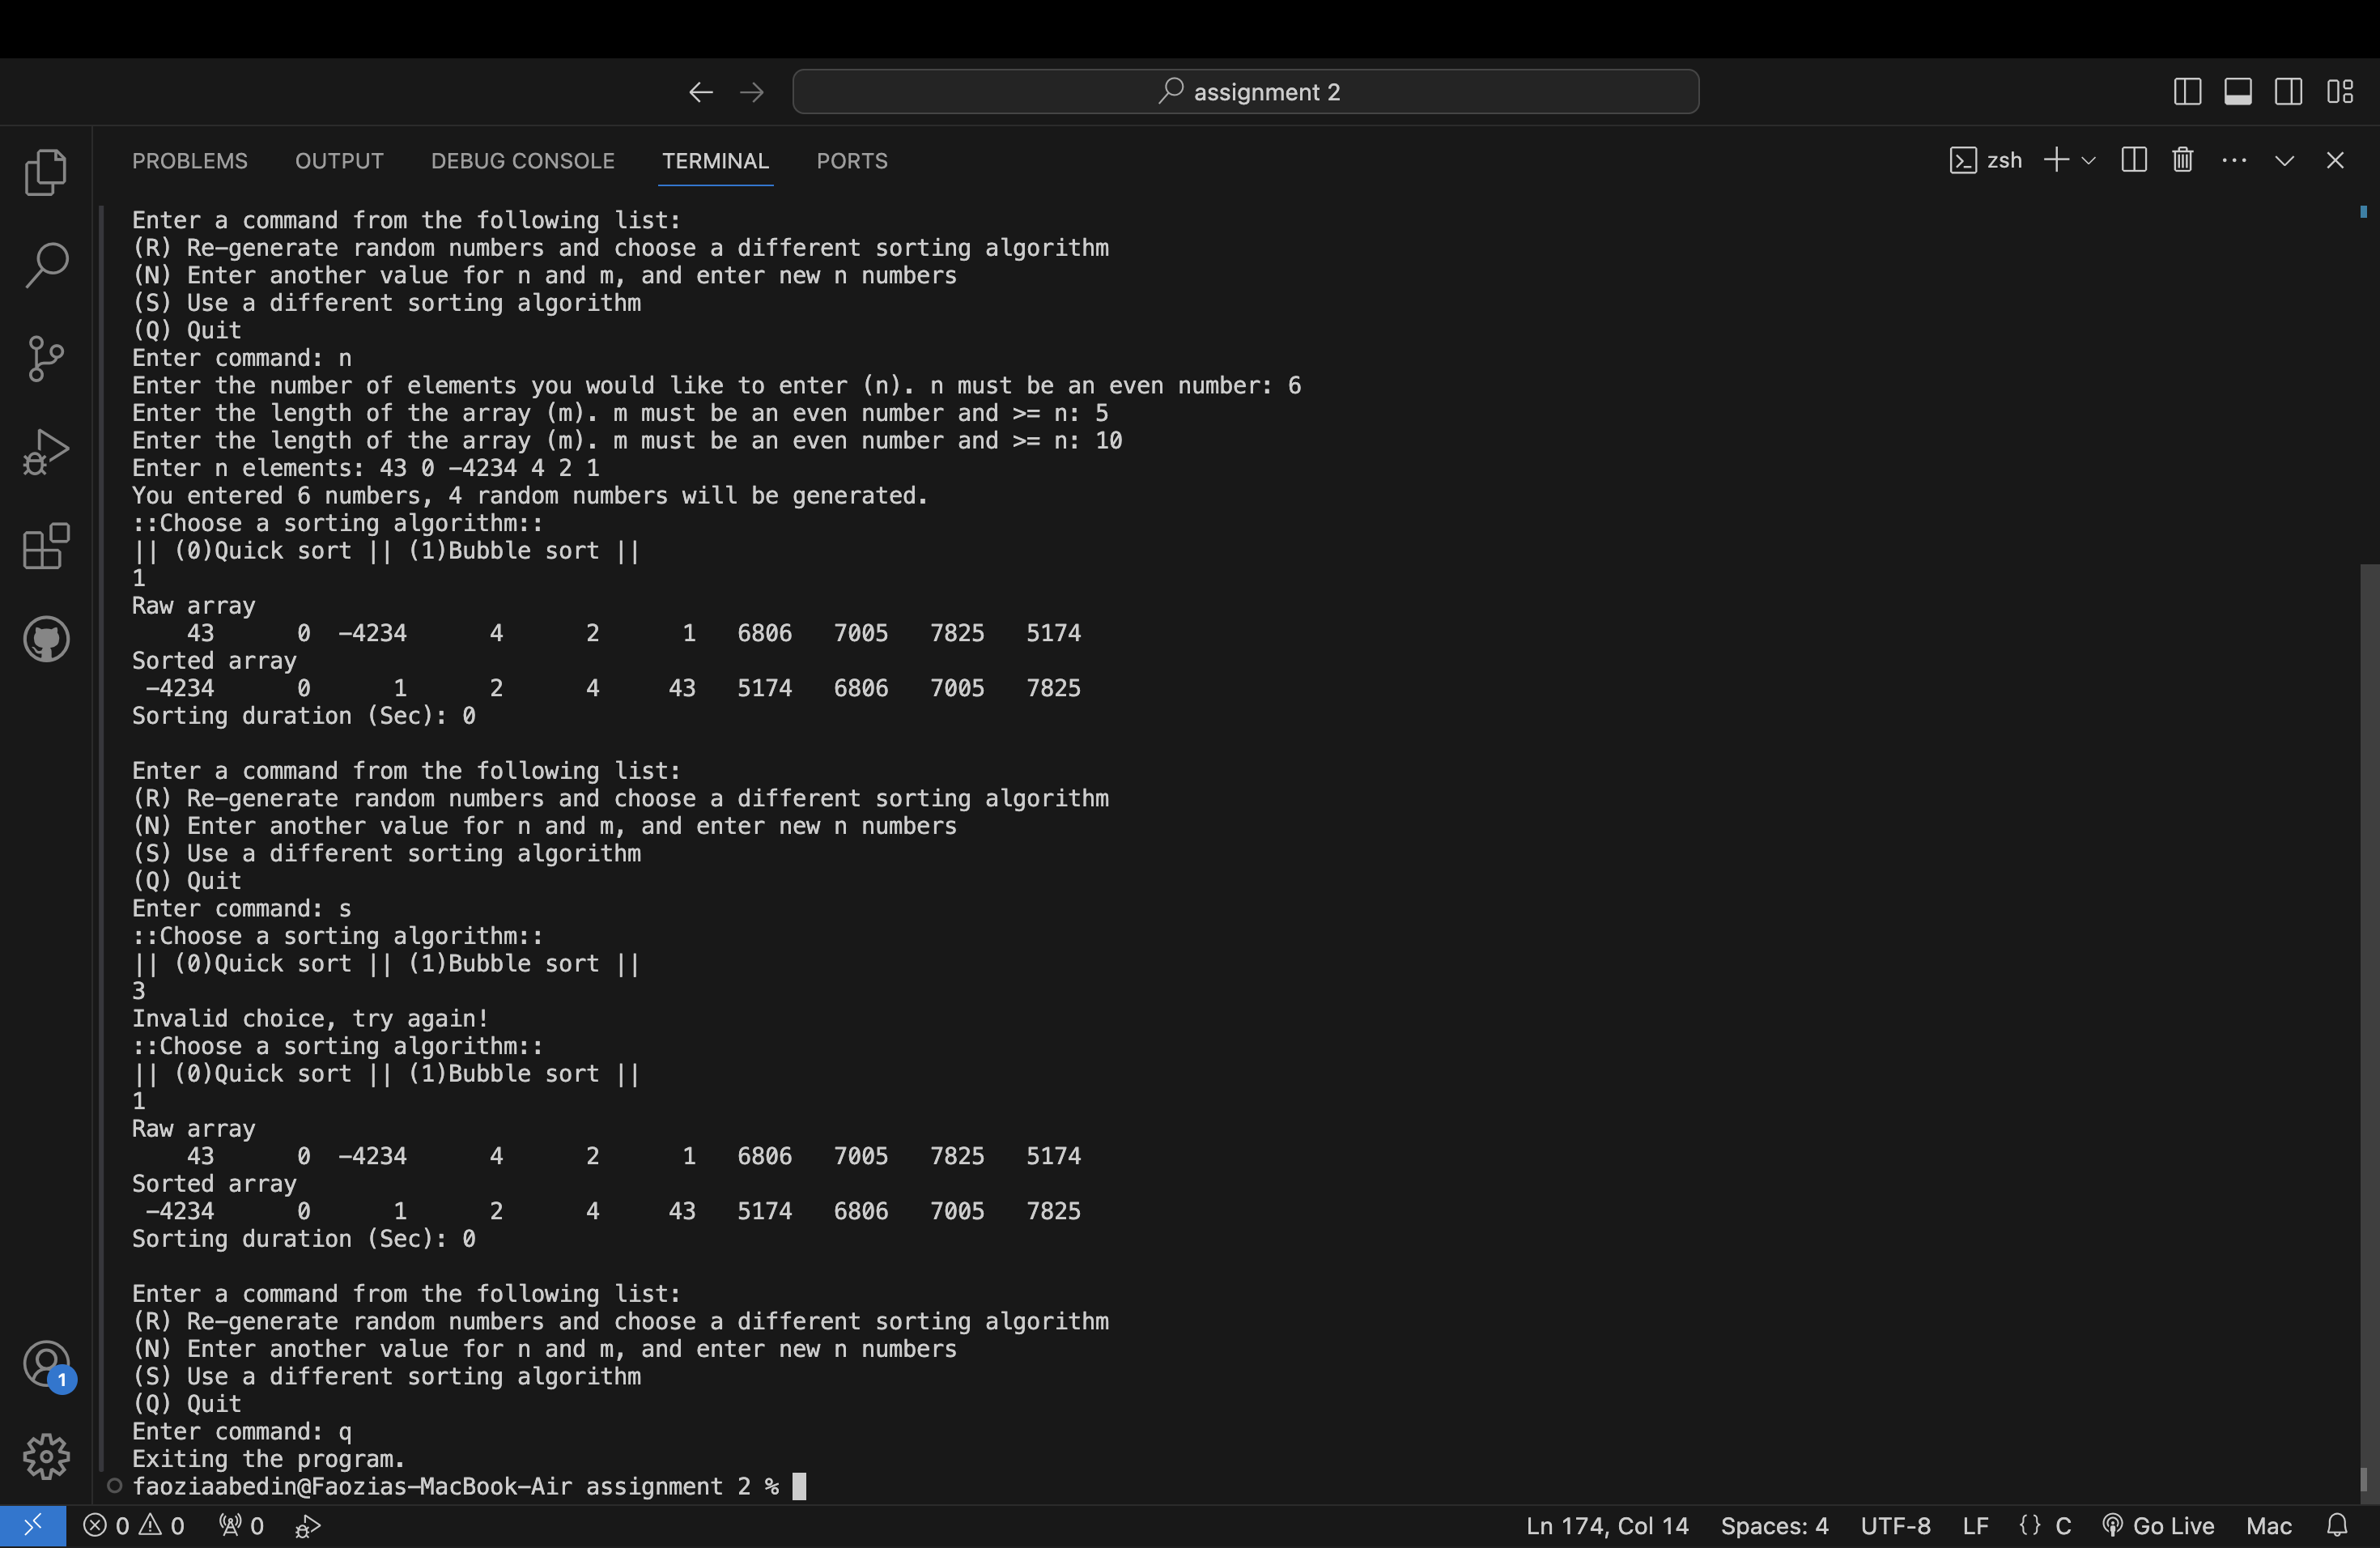 assignment 2
PROBLEMS OUTPUT DEBUG CONSOLE TERMINAL PORTS zsh
Enter a command from the following list:
(R) Re-generate random numbers and choose a different sorting algorithm
(N) Enter another value for n and m, and enter new n numbers
(S) Use a different sorting algorithm
(Q) Quit
Enter command: n
Enter the number of elements you would like to enter (n). n must be an even number: 6
Enter the length of the array (m). m must be an even number and >= n: 5
Enter the length of the array (m). m must be an even number and >= n: 10
Enter n elements: 43 0 -4234 4 2 1
You entered 6 numbers, 4 random numbers will be generated.
::Choose a sorting algorithm::
|| (0)Quick sort || (1)Bubble sort ||
1
Raw array
43 0 -4234 4 2 1 6806 7005 7825 5174
Sorted array
-4234 0 1 2 4 43 5174 6806 7005 7825
Sorting duration (Sec): 0
Enter a command from the following list:
(R) Re-generate random numbers and choose a different sorting algorithm
(N) Enter another value for n and m, and enter new n numbers
(S) Use a different sorting algorithm
(Q) Quit
Enter command: s
::Choose a sorting algorithm::
|| (0)Quick sort || (1)Bubble sort ||
3
Invalid choice, try again!
::Choose a sorting algorithm::
|| (0)Quick sort || (1)Bubble sort ||
1
Raw array
43 0 -4234 4 2 1 6806 7005 7825 5174
Sorted array
-4234 0 1 2 4 43 5174 6806 7005 7825
Sorting duration (Sec): 0
Enter a command from the following list:
(R) Re-generate random numbers and choose a different sorting algorithm
(N) Enter another value for n and m, and enter new n numbers
(S) Use a different sorting algorithm
(Q) Quit
Enter command: q
Exiting the program.
faoziaabedin@Faozias-MacBook-Air assignment 2 %
1
0 0 0 Ln 174, Col 14 Spaces: 4 UTF-8 LF {} C Go Live Mac